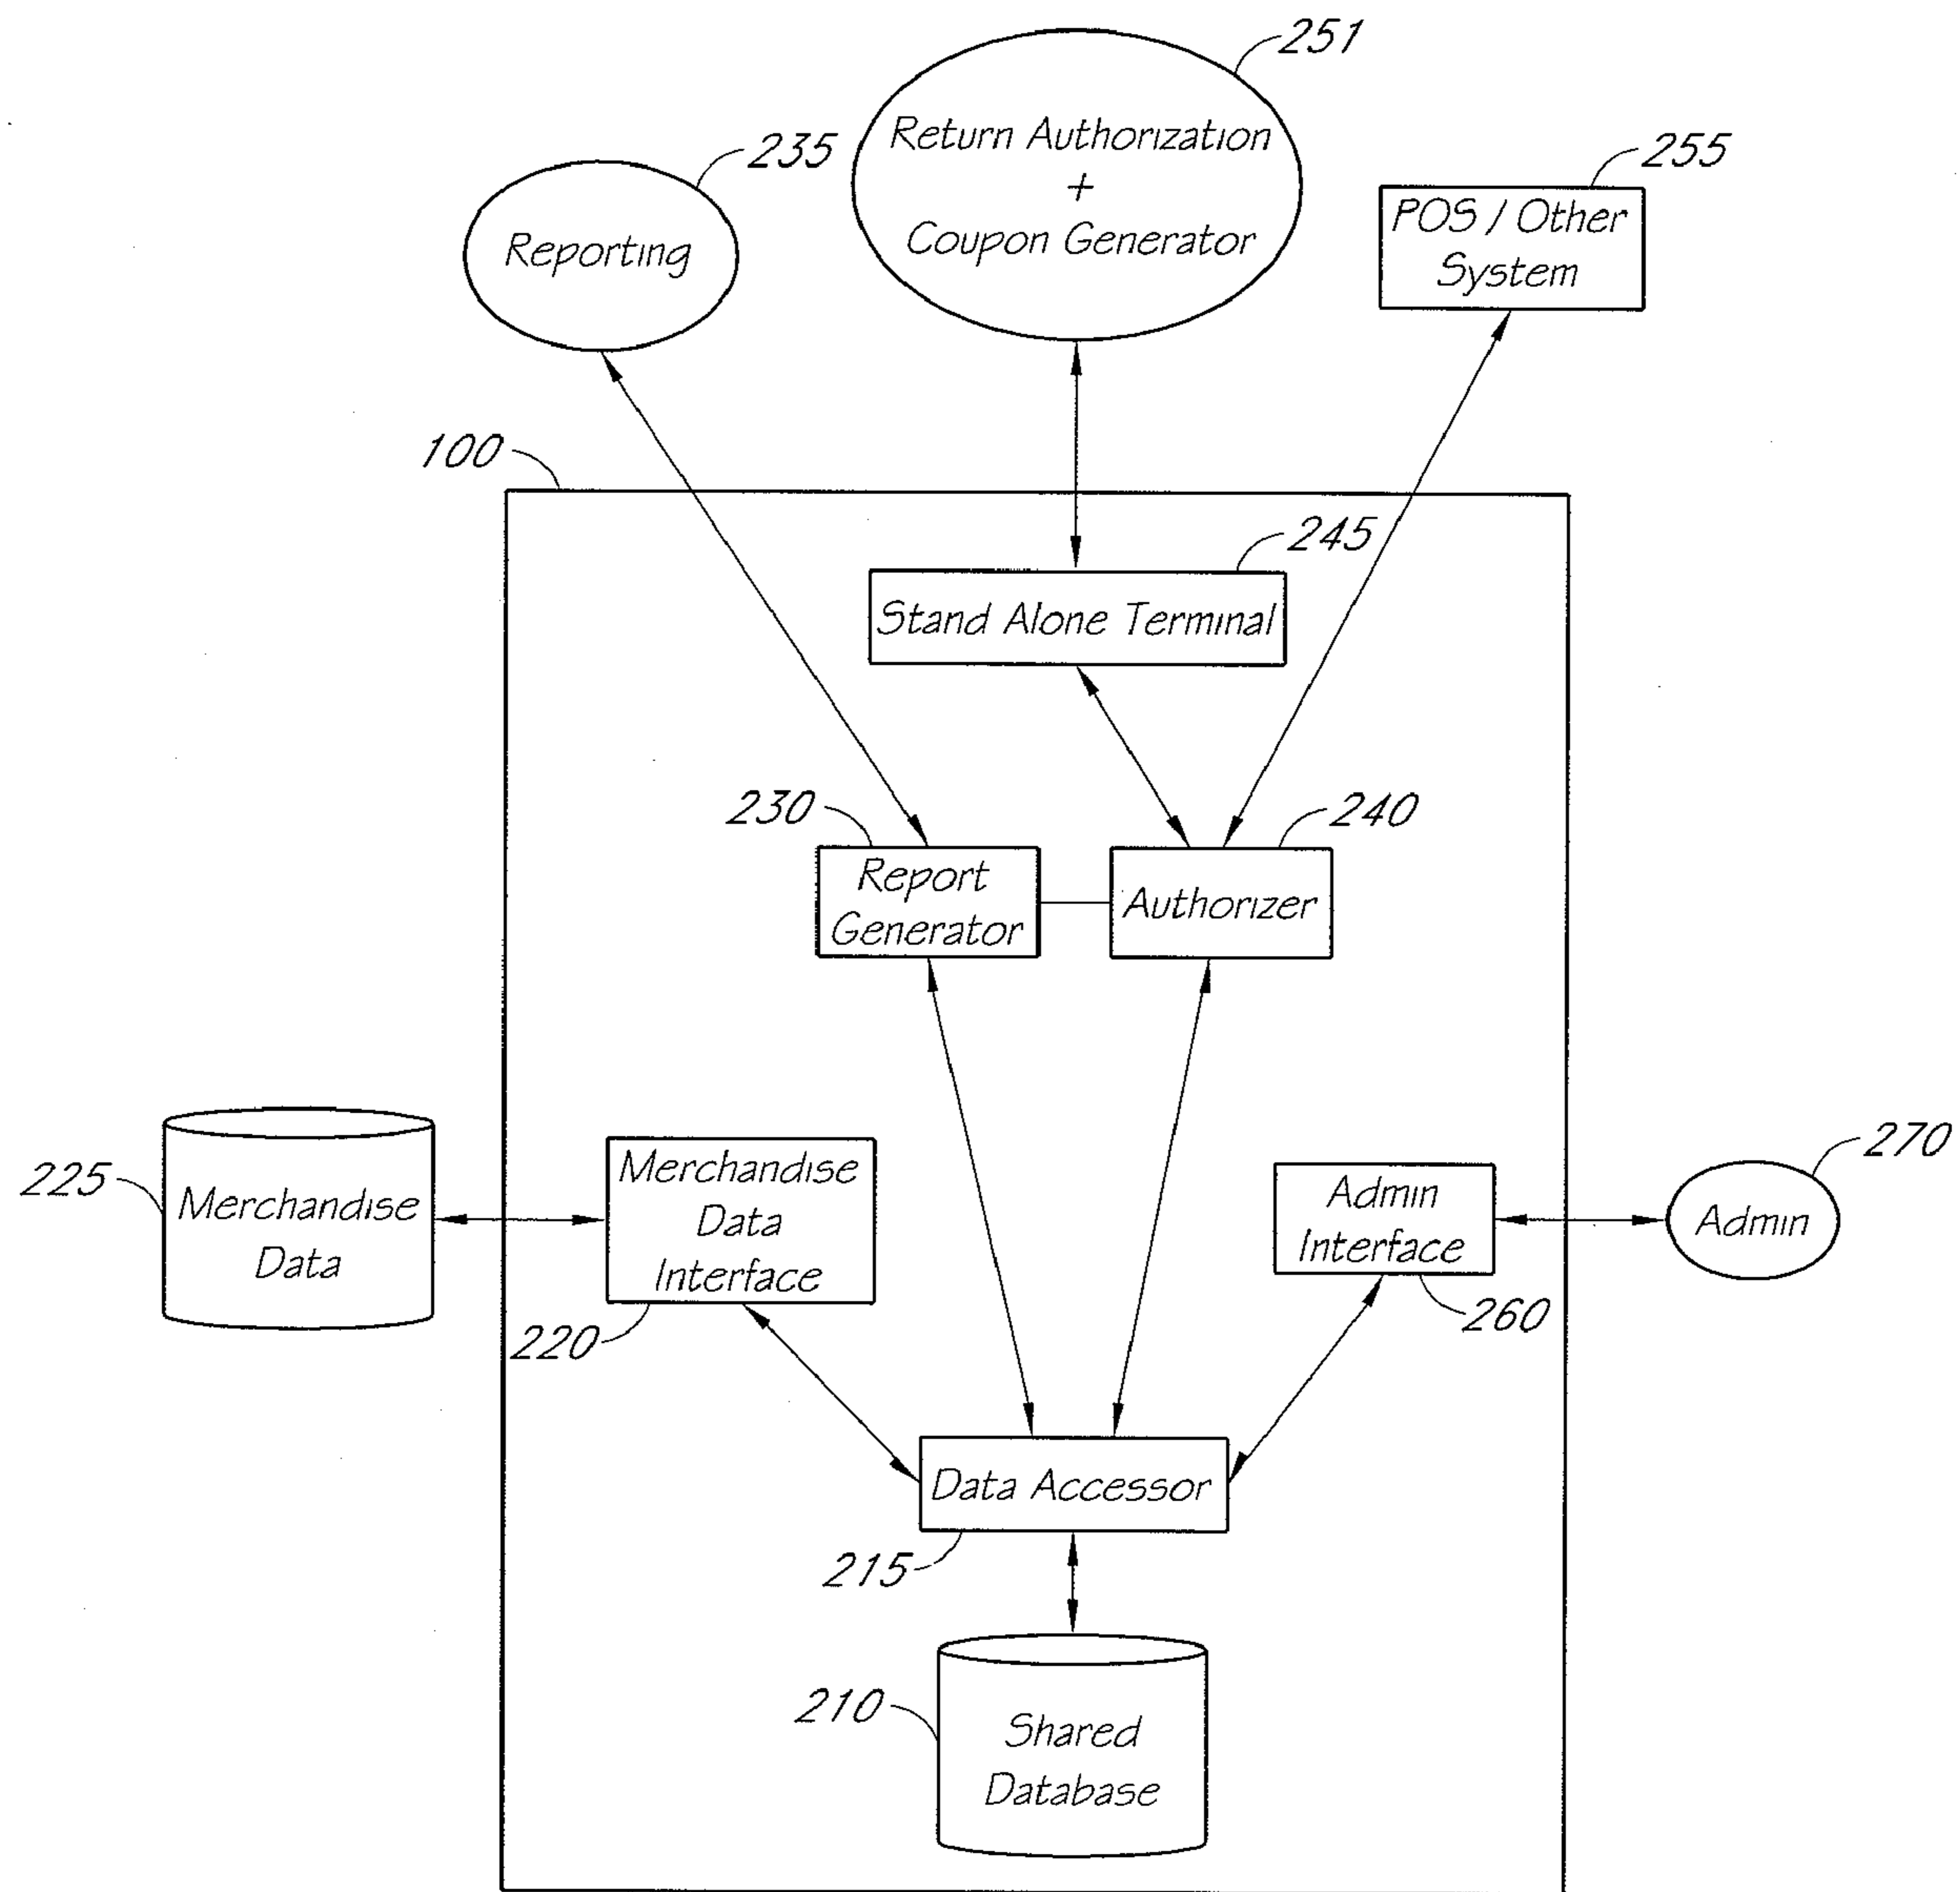 251
Return Authorization
+
Coupon Generator
235
Reporting
255
POS / Other
System
100
245
Stand Alone Terminal
230
Report
Generator
240
Authorizer
225
Merchandise
Data
Merchandise
Data
Interface
220
Admin
Interface
260
270
Admin
Data Accessor
215
210
Shared
Database